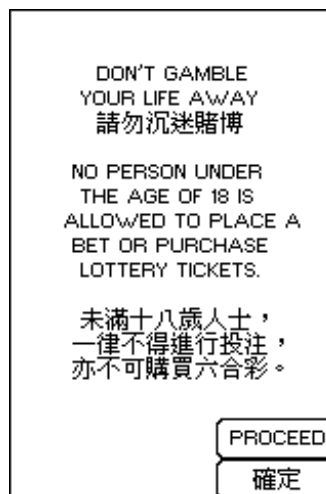 DON'T GAMBLE
YOUR LIFE AWAY
請勿沉迷賭博
NO PERSON UNDER
THE AGE OF 18 IS
ALLOWED TO PLACE A
BET OR PURCHASE
LOTTERY TICKETS.
未滿十八歲人士，
一律不得進行投注，
亦不可購買六合彩。
PROCEED
確定